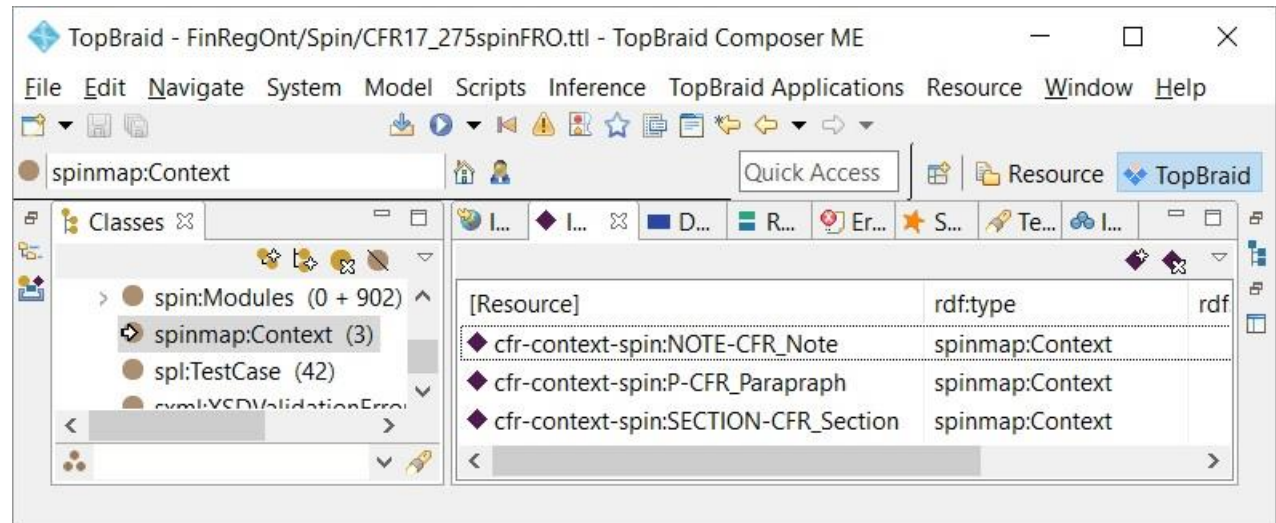 TopBraid - FinRegOnt/Spin/CFR17_275spinFRO.ttl - TopBraid Composer ME
File Edit Navigate System Model Scripts Inference TopBraid Applications Resource Window Help
spinmap:Context Quick Access Resource TopBraid
Classes I... I... D... R... Er... S... Te... I...
spin:Modules (0 + 902)
spinmap:Context (3)
spl:TestCase (42)
[Resource] rdf:type rdf
cfr-context-spin:NOTE-CFR_Note spinmap:Context
cfr-context-spin:P-CFR_Parapraph spinmap:Context
cfr-context-spin:SECTION-CFR_Section spinmap:Context